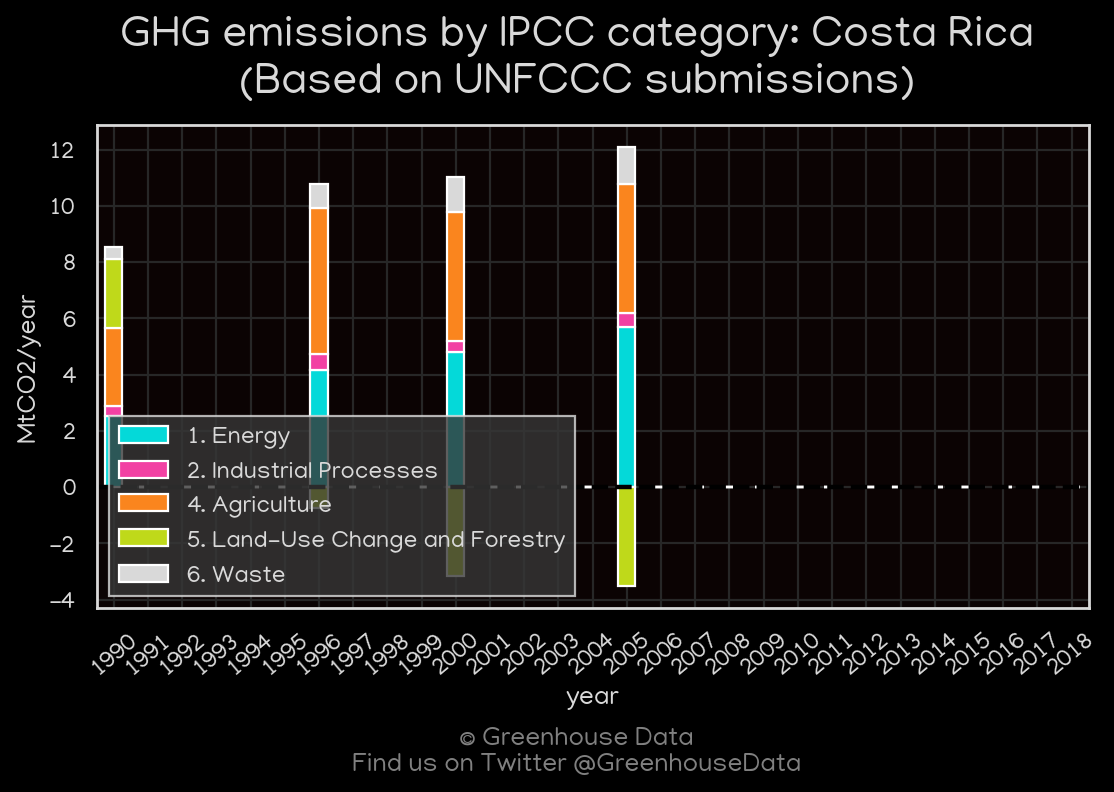 GHG emissions by IPCC category: Costa Rica
(Based on UNFCCC submissions)
12
10
8
6
4
2
0
−2
−4
MtCO2/year
1. Energy
2. Industrial Processes
4. Agriculture
5. Land-Use Change and Forestry
6. Waste
1990 1991 1992 1993 1994 1995 1996 1997 1998 1999 2000 2001 2002 2003 2004 2005 2006 2007 2008 2009 2010 2011 2012 2013 2014 2015 2016 2017 2018
year
© Greenhouse Data
Find us on Twitter @GreenhouseData